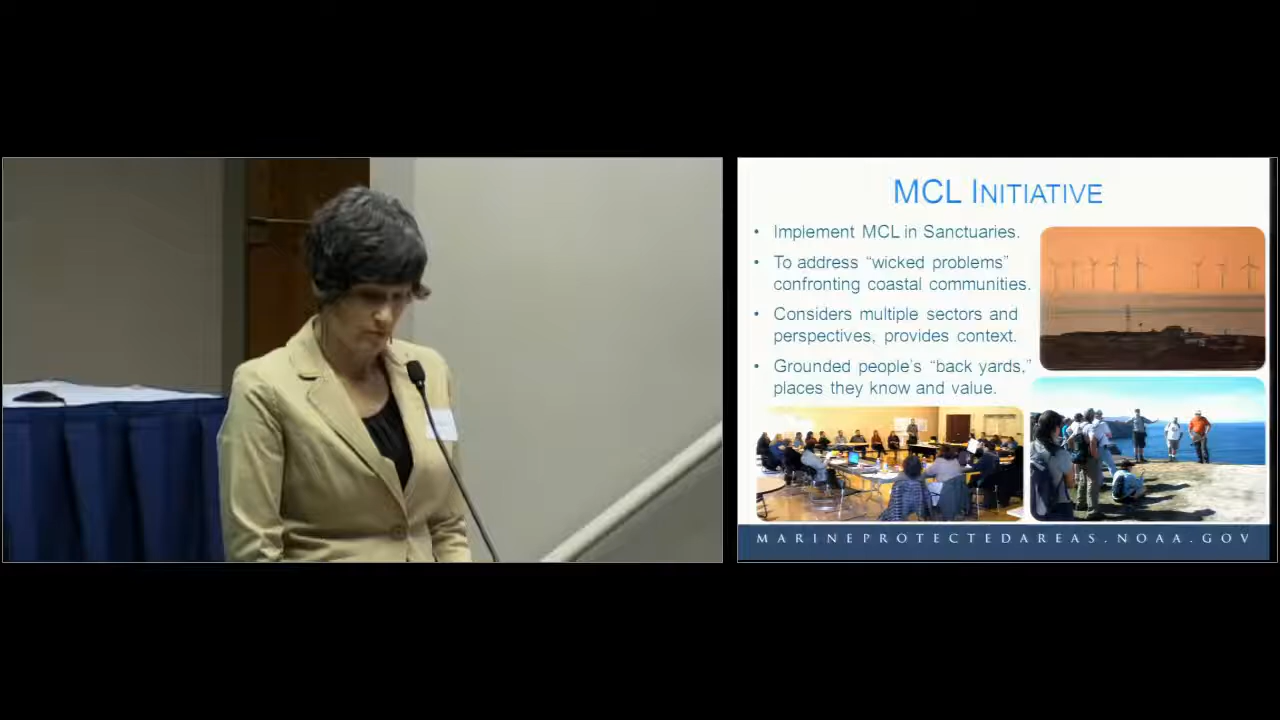 MCL INITIATIVE
• Implement MCL in Sanctuaries.
• To address “wicked problems”
confronting coastal communities.
• Considers multiple sectors and
perspectives, provides context.
• Grounded people’s “back yards,”
places they know and value.
MARINEPROTECTEDAREAS.NOAA.GOV